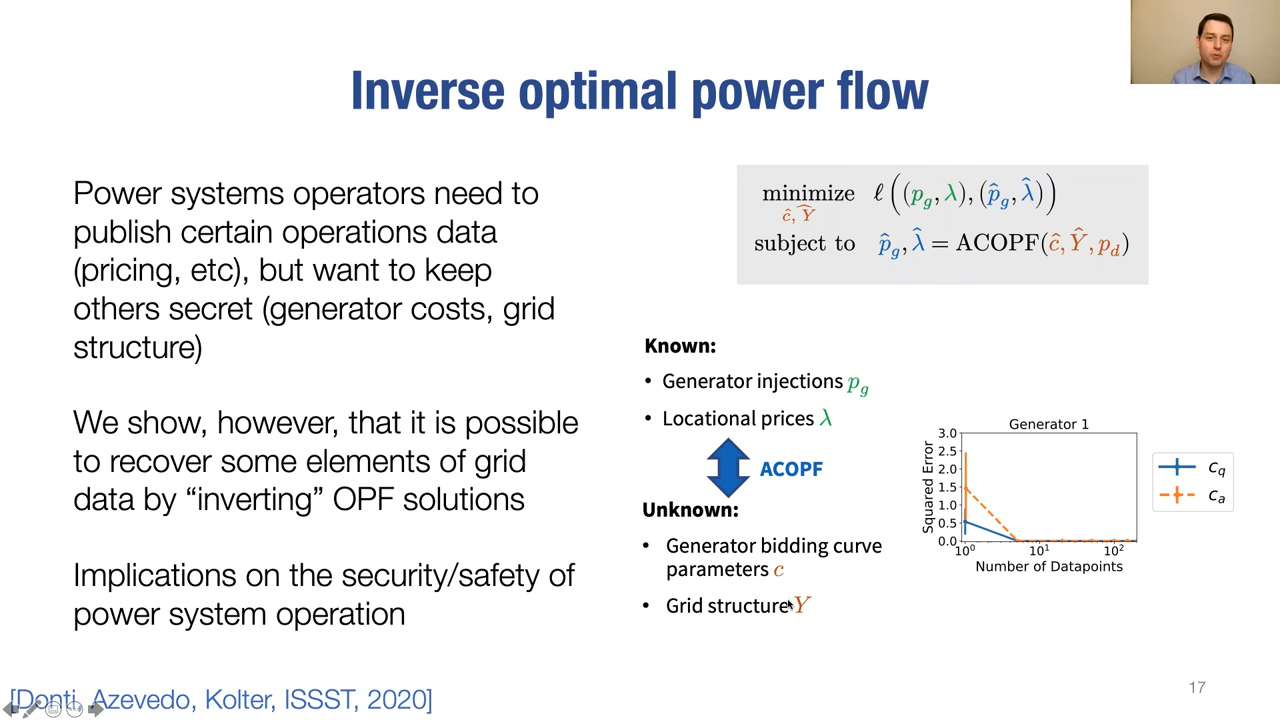 Inverse optimal power flow
Power systems operators need to
publish certain operations data
(pricing, etc), but want to keep
others secret (generator costs, grid
structure)
We show, however, that it is possible
to recover some elements of grid
data by “inverting” OPF solutions
Implications on the security/safety of
power system operation
[Donti, Azevedo, Kolter, ISSST, 2020]
minimize ℓ((p_g, λ), (p̂_g, λ̂))
ĉ, Ŷ
subject to p̂_g, λ̂ = ACOPF(ĉ, Ŷ, p_d)
Known:
• Generator injections p_g
• Locational prices λ
ACOPF
Unknown:
• Generator bidding curve
parameters c
• Grid structure Y
Generator 1
Squared Error
3.0
2.5
2.0
1.5
1.0
0.5
0.0
10⁰ 10¹ 10²
Number of Datapoints
c_q
c_a
17